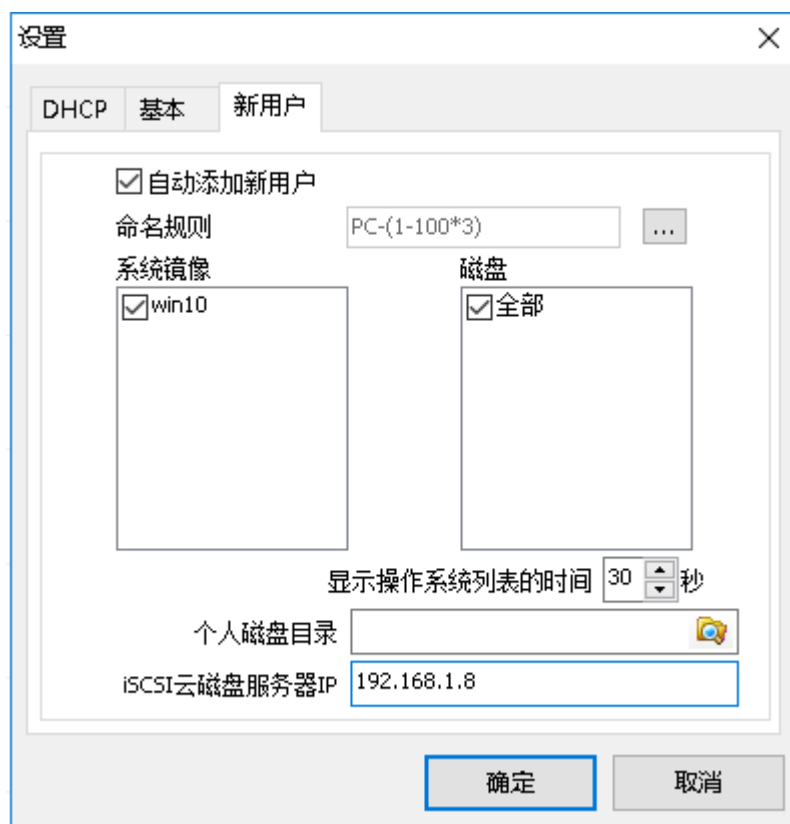 设置
DHCP 基本 新用户
自动添加新用户
命名规则 PC-(1-100*3) ...
系统镜像 磁盘
win10 全部
显示操作系统列表的时间 30 秒
个人磁盘目录
iSCSI云磁盘服务器IP 192.168.1.8
确定 取消